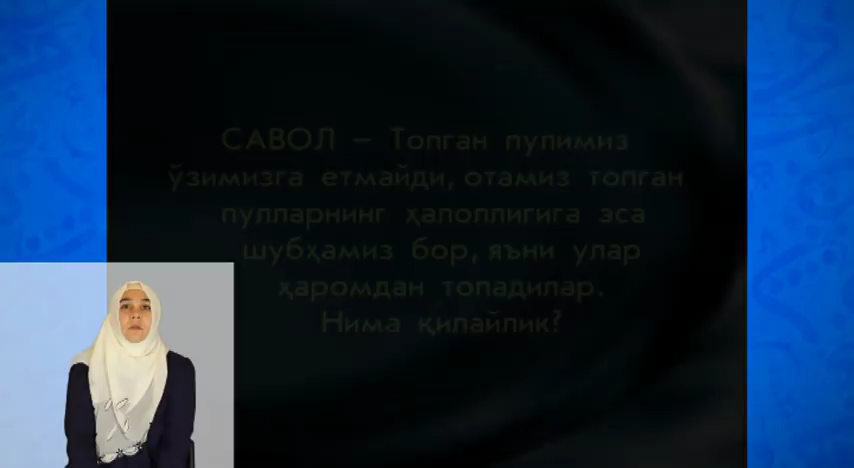 САВОЛ – Топган пулимиз
ўзимизга етмайди, отамиз топган
пулларнинг ҳалоллигига эса
шубҳамиз бор, яъни улар
ҳаромдан топадилар.
Нима қилайлик?